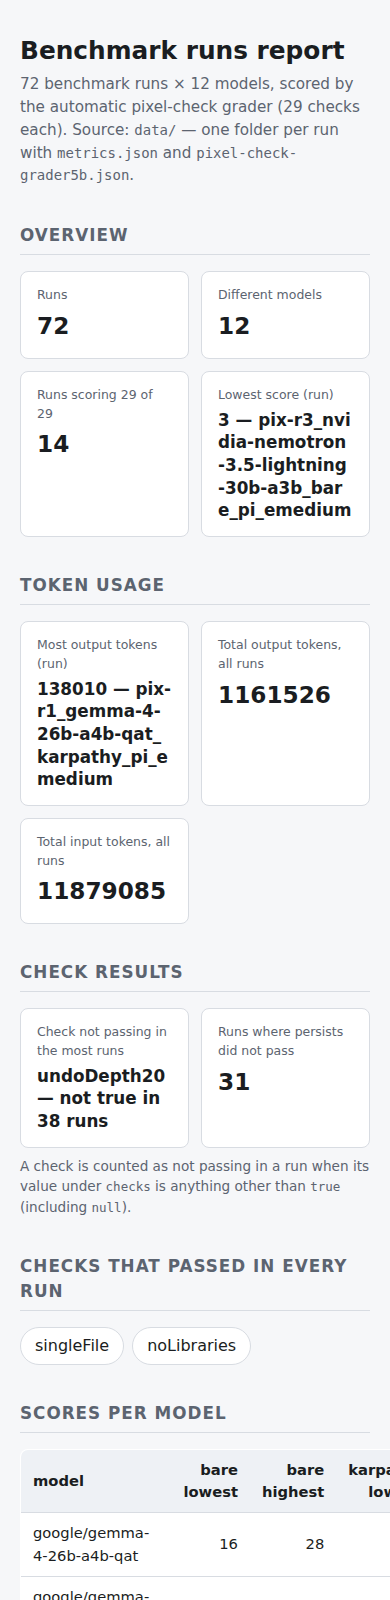 Benchmark runs report
72 benchmark runs × 12 models, scored by
the automatic pixel-check grader (29 checks
each). Source: data/ — one folder per run
with metrics.json and pixel-check-
grader5b.json.
OVERVIEW
Runs
72
Different models
12
Runs scoring 29 of
29
14
Lowest score (run)
3 — pix-r3_nvi
dia-nemotron
-3.5-lightning
-30b-a3b_bar
e_pi_emedium
TOKEN USAGE
Most output tokens
(run)
138010 — pix-
r1_gemma-4-
26b-a4b-qat_
karpathy_pi_e
medium
Total output tokens,
all runs
1161526
Total input tokens, all
runs
11879085
CHECK RESULTS
Check not passing in
the most runs
undoDepth20
— not true in
38 runs
Runs where persists
did not pass
31
A check is counted as not passing in a run when its
value under checks is anything other than true
(including null).
CHECKS THAT PASSED IN EVERY
RUN
singleFile
noLibraries
SCORES PER MODEL
model
bare
lowest
bare
highest
karpa
low
google/gemma-
4-26b-a4b-qat
16
28
google/gemma-